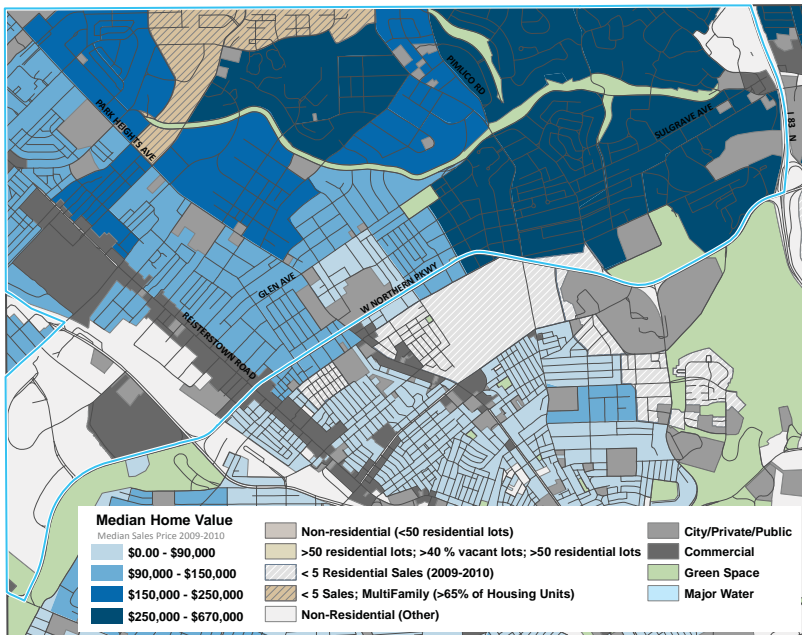 PIMLICO RD
PARK HEIGHTS AVE
SULGRAVE AVE
I 83 N
GLEN AVE
W NORTHERN PKWY
REISTERSTOWN ROAD
Median Home Value
Median Sales Price 2009-2010
$0.00 - $90,000
$90,000 - $150,000
$150,000 - $250,000
$250,000 - $670,000
Non-residential (<50 residential lots)
>50 residential lots; >40 % vacant lots; >50 residential lots
< 5 Residential Sales (2009-2010)
< 5 Sales; MultiFamily (>65% of Housing Units)
Non-Residential (Other)
City/Private/Public
Commercial
Green Space
Major Water